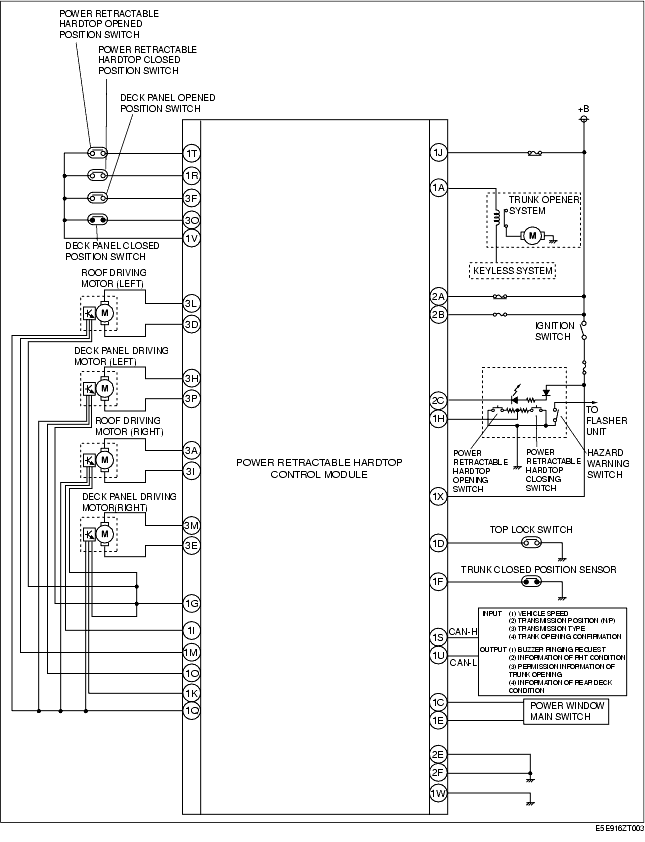 POWER RETRACTABLE
HARDTOP OPENED
POSITION SWITCH
POWER RETRACTABLE
HARDTOP CLOSED
POSITION SWITCH
DECK PANEL OPENED
POSITION SWITCH
+B
1T
1R
3F
3O
1V
DECK PANEL CLOSED
POSITION SWITCH
ROOF DRIVING
MOTOR (LEFT)
M
3L
3D
DECK PANEL DRIVING
MOTOR (LEFT)
M
3H
3P
ROOF DRIVING
MOTOR (RIGHT)
M
3A
3I
DECK PANEL DRIVING
MOTOR(RIGHT)
M
3M
3E
1G
1I
1M
1O
1K
1Q
POWER RETRACTABLE HARDTOP
CONTROL MODULE
1J
1A
TRUNK OPENER
SYSTEM
M
KEYLESS SYSTEM
2A
2B
IGNITION
SWITCH
2C
1H
TO
FLASHER
UNIT
POWER
RETRACTABLE
HARDTOP
OPENING
SWITCH
POWER
RETRACTABLE
HARDTOP
CLOSING
SWITCH
HAZARD
WARNING
SWITCH
1X
TOP LOCK SWITCH
1D
TRUNK CLOSED POSITION SENSOR
1F
1S
CAN-H
1U
CAN-L
INPUT (1) VEHICLE SPEED
(2) TRANSMISSION POSITION (N/P)
(3) TRANSMISSION TYPE
(4) TRANK OPENING CONFIRMATION
OUTPUT (1) BUZZER RINGING REQUEST
(2) INFORMATION OF RHT CONDITION
(3) PERMISSION INFORMATION OF
TRUNK OPENING
(4) INFORMATION OF REAR DECK
CONDITION
1C
1E
POWER WINDOW
MAIN SWITCH
2E
2F
1W
E5E916ZT003